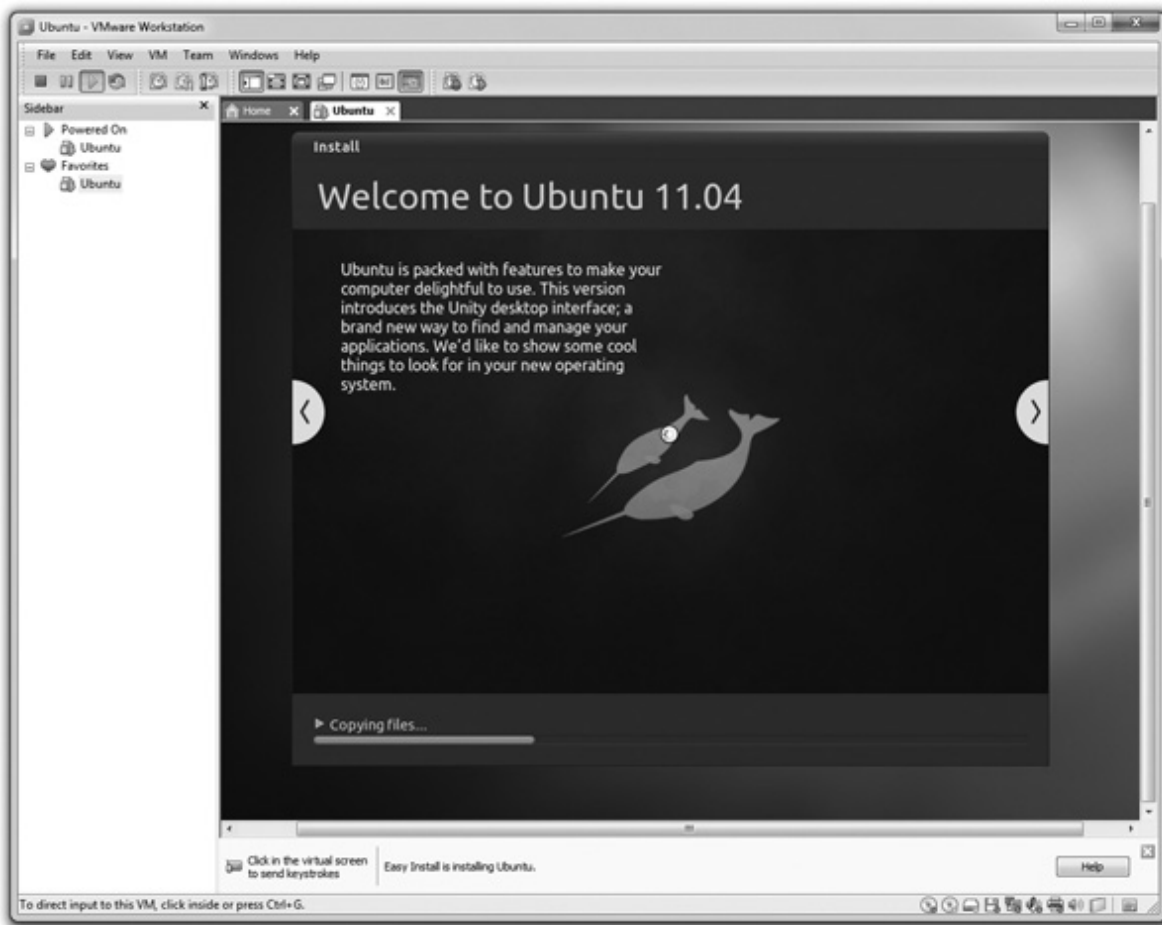 Ubuntu - VMware Workstation
File Edit View VM Team Windows Help
Sidebar
Powered On
Ubuntu
Favorites
Ubuntu
Home
Ubuntu
Install
Welcome to Ubuntu 11.04
Ubuntu is packed with features to make your
computer delightful to use. This version
introduces the Unity desktop interface; a
brand new way to find and manage your
applications. We'd like to show some cool
things to look for in your new operating
system.
Copying files...
Click in the virtual screen
to send keystrokes
Easy Install is installing Ubuntu.
Help
To direct input to this VM, click inside or press Ctrl+G.